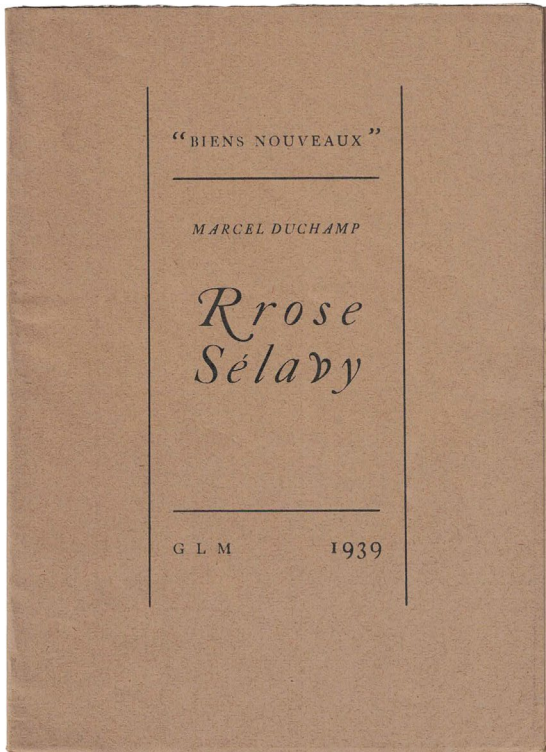 “BIENS NOUVEAUX”
MARCEL DUCHAMP
Rrose
Sélavy
G L M 1939